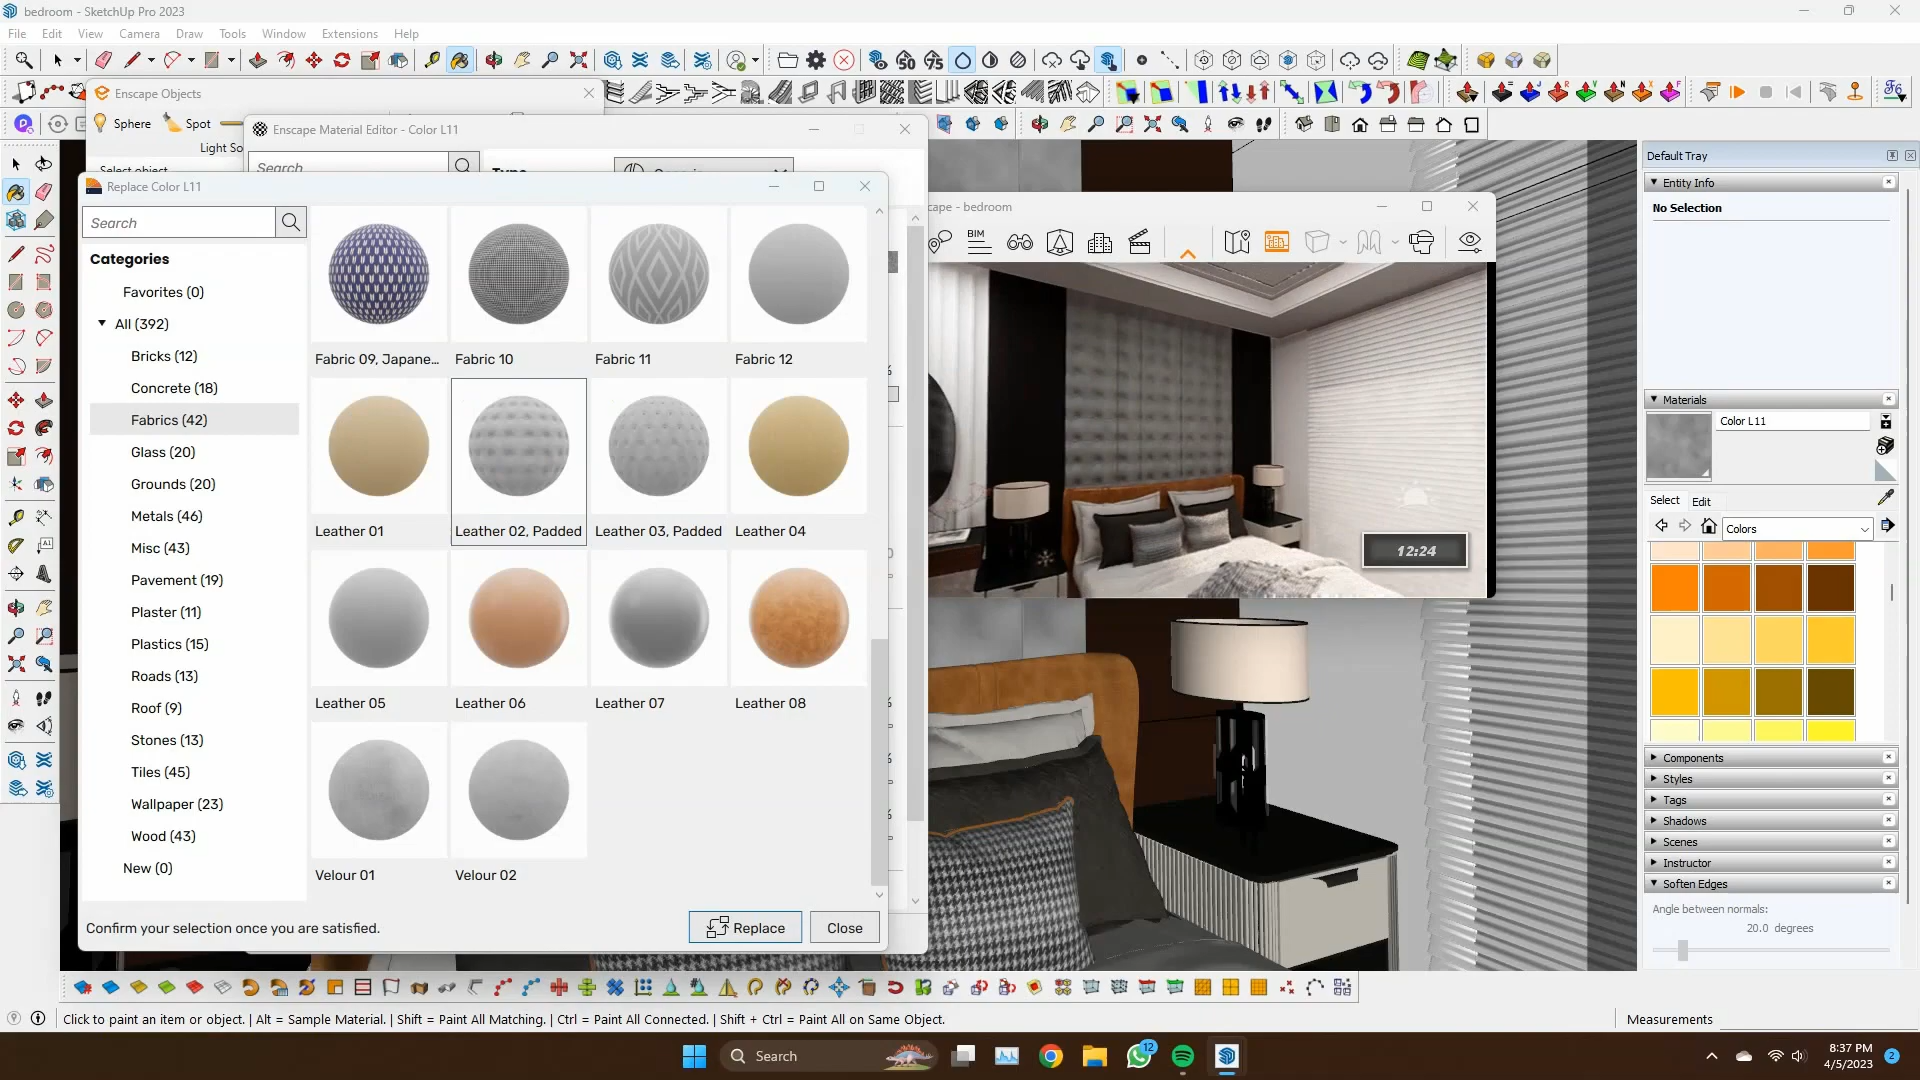 bedroom - SketchUp Pro 2023
File Edit View Camera Draw Tools Window Extensions Help
Enscape Objects
Sphere Spot
Light So
Select object
Enscape Material Editor - Color L11
Search
Type
Replace Color L11
Search
Categories
Favorites (0)
All (392)
Bricks (12)
Concrete (18)
Fabrics (42)
Glass (20)
Grounds (20)
Metals (46)
Misc (43)
Pavement (19)
Plaster (11)
Plastics (15)
Roads (13)
Roof (9)
Stones (13)
Tiles (45)
Wallpaper (23)
Wood (43)
New (0)
Fabric 09, Japane... Fabric 10 Fabric 11 Fabric 12
Leather 01 Leather 02, Padded Leather 03, Padded Leather 04
Leather 05 Leather 06 Leather 07 Leather 08
Velour 01 Velour 02
Confirm your selection once you are satisfied.
Replace Close
cape - bedroom
BIM
12:24
Default Tray
Entity Info
No Selection
Materials
Color L11
Select Edit
Colors
Components
Styles
Tags
Shadows
Scenes
Instructor
Soften Edges
Angle between normals:
20.0 degrees
Click to paint an item or object. | Alt = Sample Material. | Shift = Paint All Matching. | Ctrl = Paint All Connected. | Shift + Ctrl = Paint All on Same Object.
Measurements
Search
12
8:37 PM
4/5/2023
2